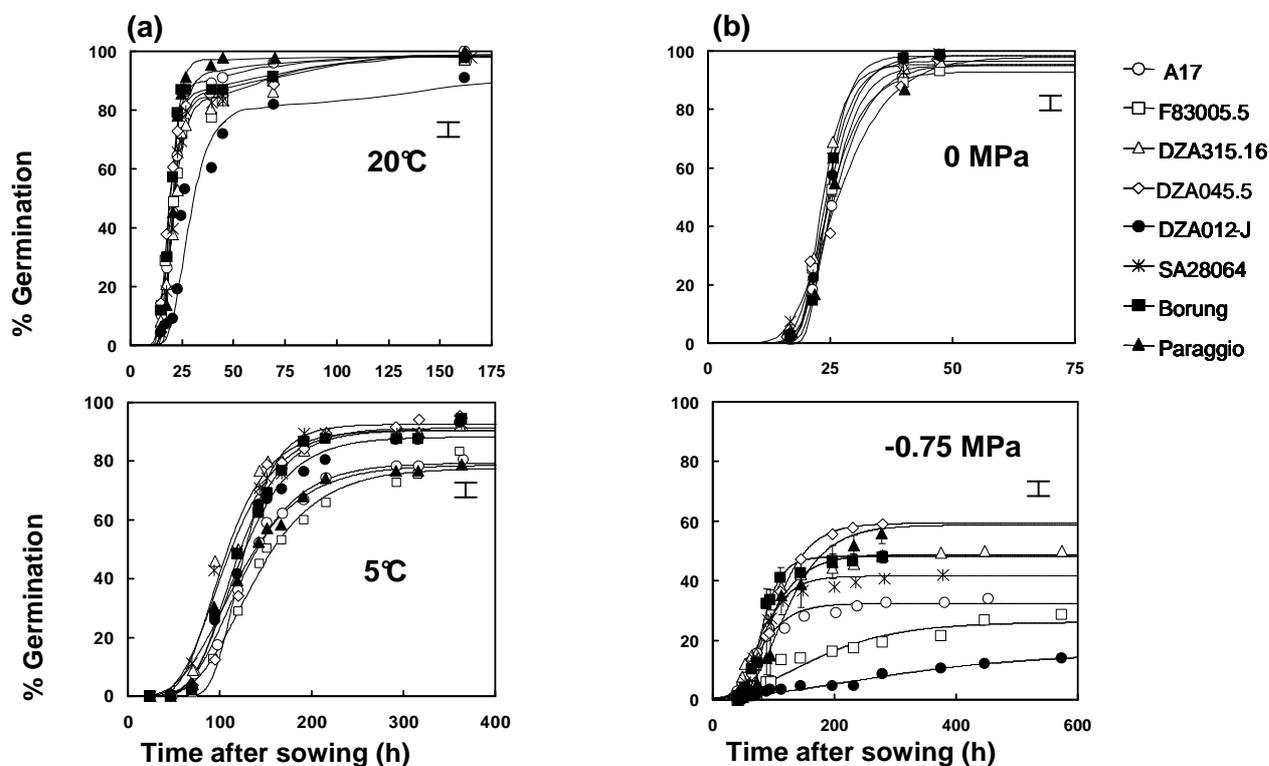 (a)
(b)
100
80
60
40
20
0
0 25 50 75 100 125 150 175
20°C
% Germination
100
80
60
40
20
0
0 25 50 75
0 MPa
A17
F83005.5
DZA315.16
DZA045.5
DZA012-J
SA28064
Borung
Paraggio
100
80
60
40
20
0
0 100 200 300 400
5°C
% Germination
Time after sowing (h)
100
80
60
40
20
0
0 200 400 600
-0.75 MPa
Time after sowing (h)